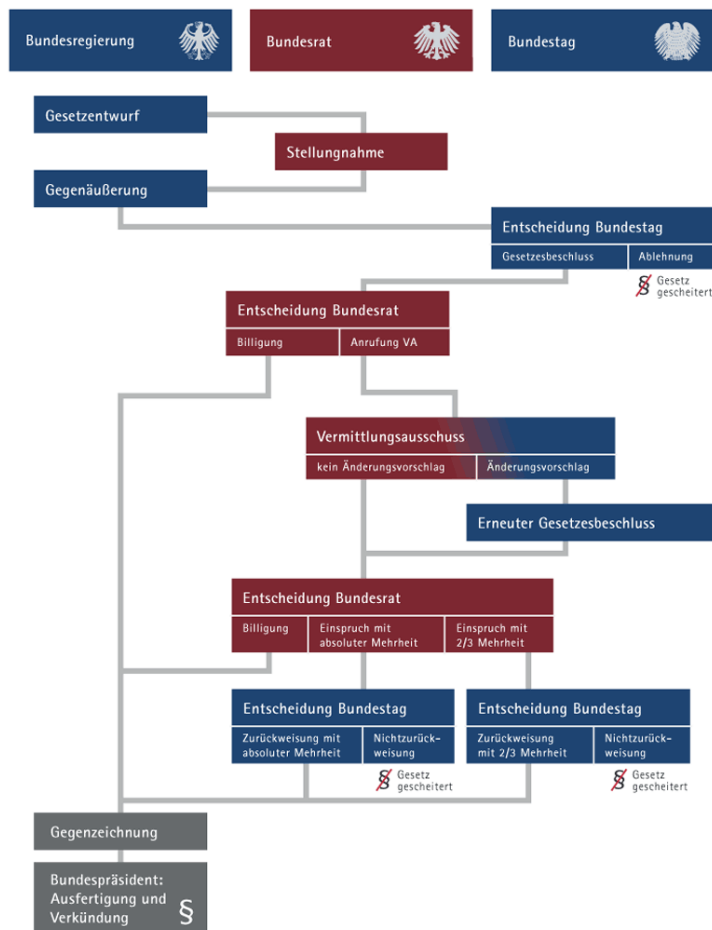 Bundesregierung
Bundesrat
Bundestag
Gesetzentwurf
Stellungnahme
Gegenäußerung
Entscheidung Bundestag
Gesetzesbeschluss
Ablehnung
§ Gesetz
gescheitert
Entscheidung Bundesrat
Billigung
Anrufung VA
Vermittlungsausschuss
kein Änderungsvorschlag
Änderungsvorschlag
Erneuter Gesetzesbeschluss
Entscheidung Bundesrat
Billigung
Einspruch mit
absoluter Mehrheit
Einspruch mit
2/3 Mehrheit
Entscheidung Bundestag
Zurückweisung mit
absoluter Mehrheit
Nichtzurück-
weisung
§ Gesetz
gescheitert
Entscheidung Bundestag
Zurückweisung
mit 2/3 Mehrheit
Nichtzurück-
weisung
§ Gesetz
gescheitert
Gegenzeichnung
Bundespräsident:
Ausfertigung und
Verkündung §